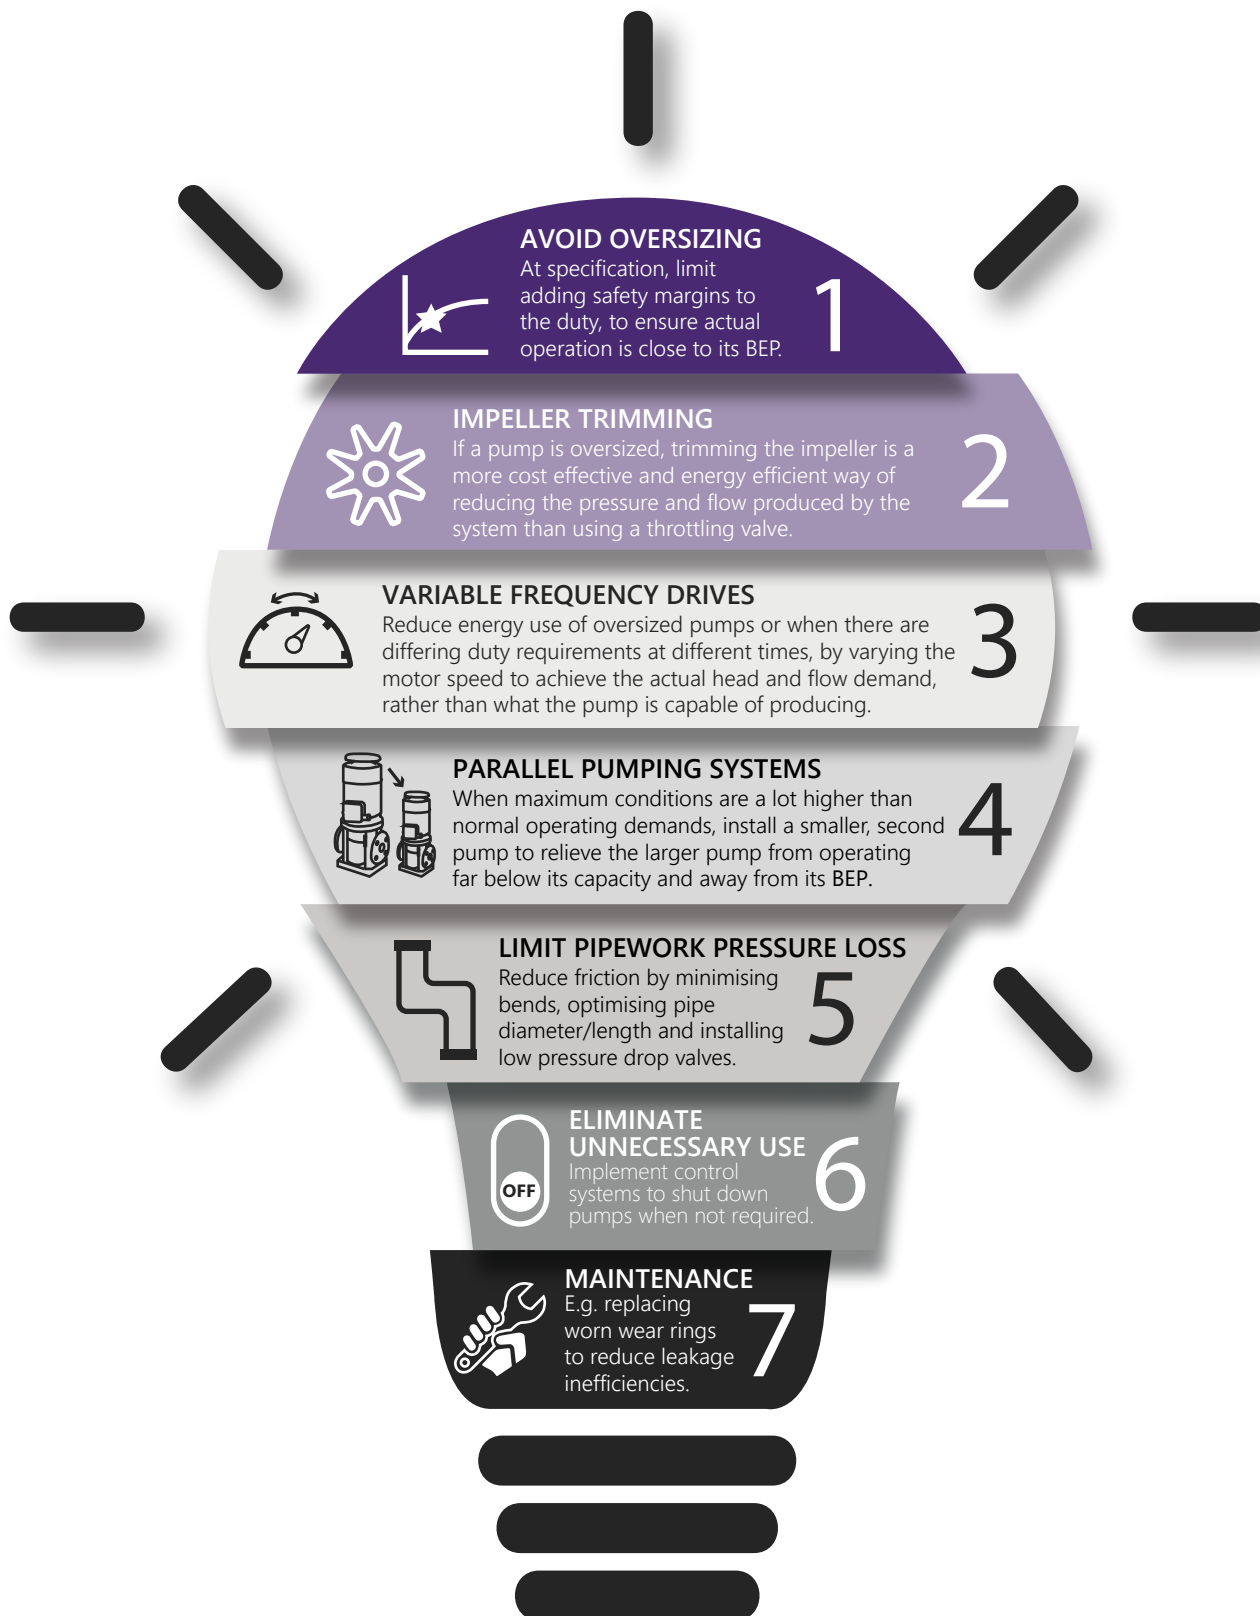 AVOID OVERSIZING
At specification, limit
adding safety margins to
the duty, to ensure actual
operation is close to its BEP.
1
IMPELLER TRIMMING
If a pump is oversized, trimming the impeller is a
more cost effective and energy efficient way of
reducing the pressure and flow produced by the
system than using a throttling valve.
2
VARIABLE FREQUENCY DRIVES
Reduce energy use of oversized pumps or when there are
differing duty requirements at different times, by varying the
motor speed to achieve the actual head and flow demand,
rather than what the pump is capable of producing.
3
PARALLEL PUMPING SYSTEMS
When maximum conditions are a lot higher than
normal operating demands, install a smaller, second
pump to relieve the larger pump from operating
far below its capacity and away from its BEP.
4
LIMIT PIPEWORK PRESSURE LOSS
Reduce friction by minimising
bends, optimising pipe
diameter/length and installing
low pressure drop valves.
5
OFF
ELIMINATE
UNNECESSARY USE
Implement control
systems to shut down
pumps when not required.
6
MAINTENANCE
E.g. replacing
worn wear rings
to reduce leakage
inefficiencies.
7